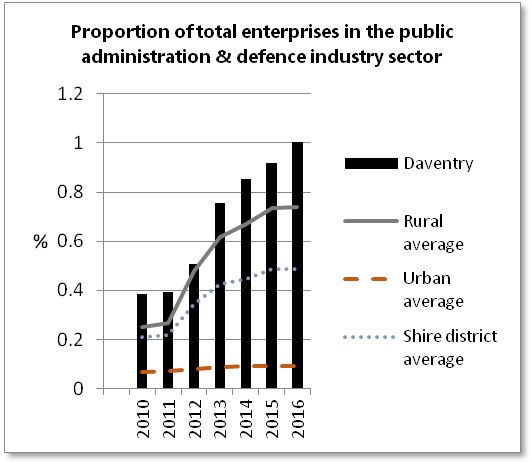 Proportion of total enterprises in the public
administration & defence industry sector
1.2
1
0.8
0.6
0.4
0.2
0
%
2010
2011
2012
2013
2014
2015
2016
Daventry
Rural
average
Urban
average
Shire district
average